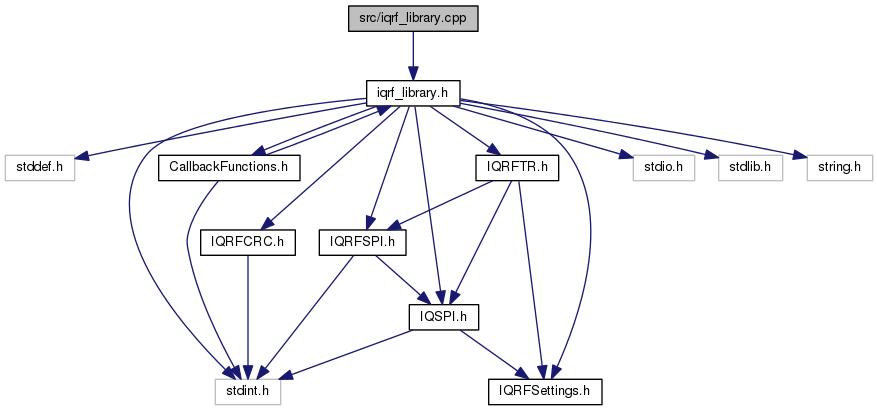 src/iqrf_library.cpp
iqrf_library.h
stddef.h
CallbackFunctions.h
IQRFTR.h
stdio.h
stdlib.h
string.h
IQRFCRC.h
IQRFSPI.h
IQSPI.h
stdint.h
IQRFSettings.h